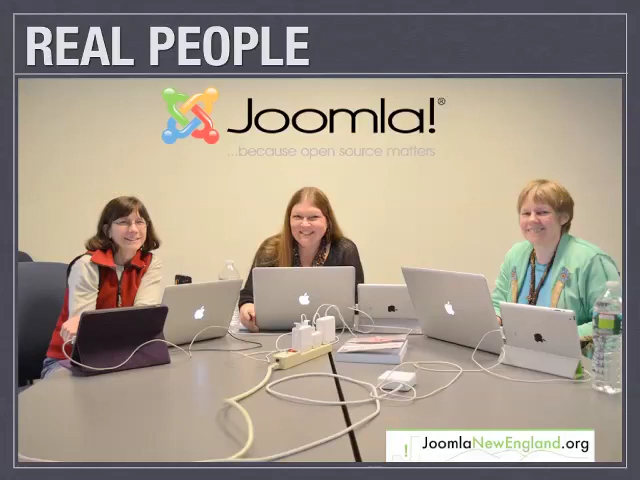 REAL PEOPLE
Joomla!®
...because open source matters
!
JoomlaNewEngland.org